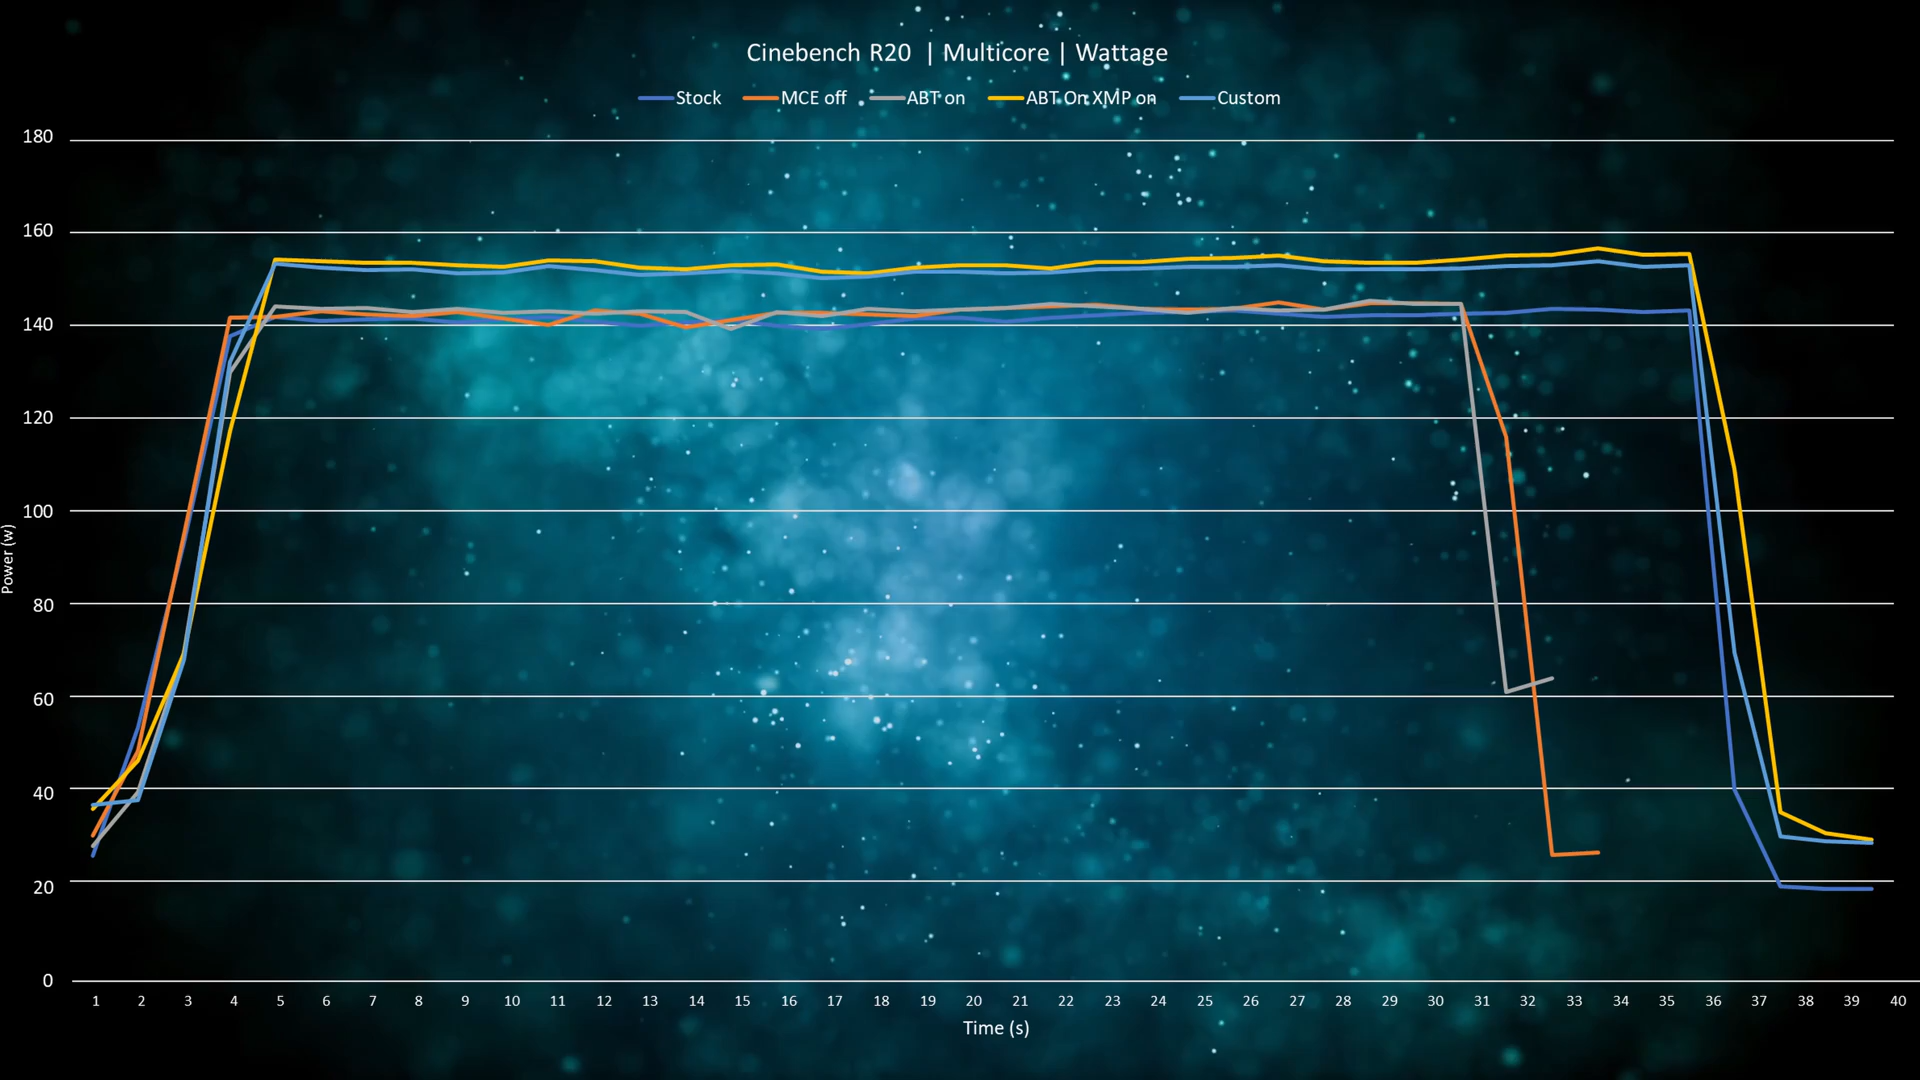 Cinebench R20 | Multicore | Wattage
Stock MCE off ABT on ABT On XMP on Custom
180
160
140
120
100
80
60
40
20
0
Power (w)
1 2 3 4 5 6 7 8 9 10 11 12 13 14 15 16 17 18 19 20 21 22 23 24 25 26 27 28 29 30 31 32 33 34 35 36 37 38 39 40
Time (s)